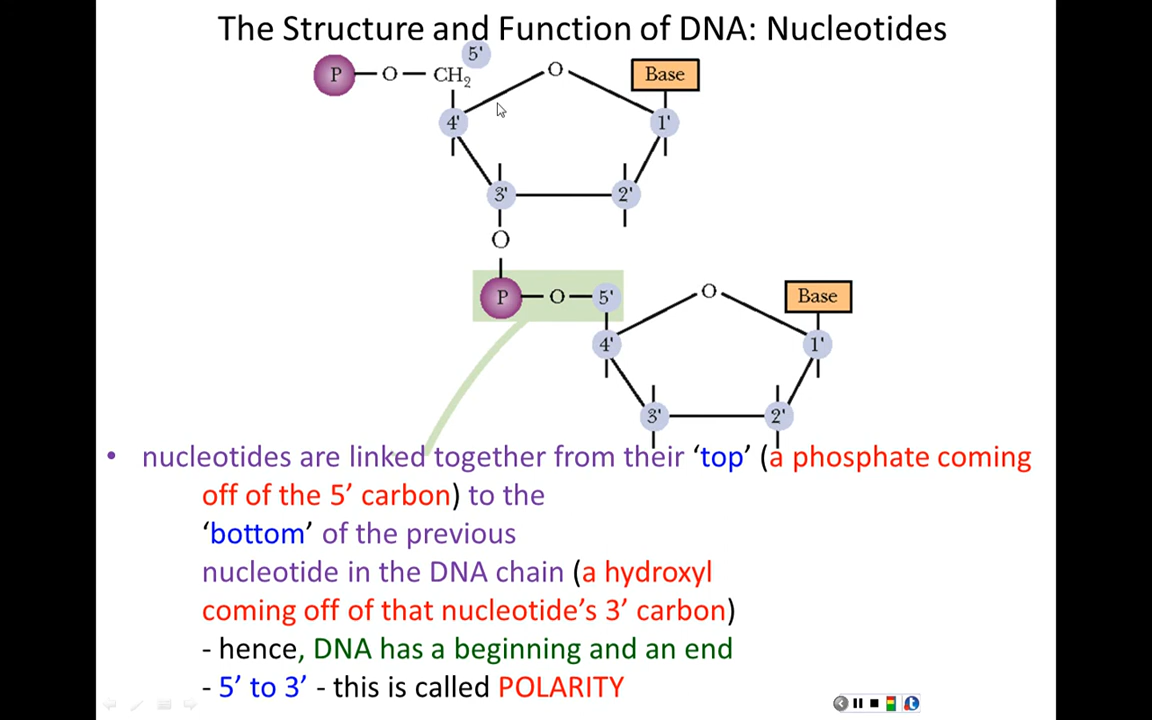 The Structure and Function of DNA: Nucleotides
5'
P O CH2 O Base
4' 1'
3' 2'
O
P O 5' O Base
4' 1'
3' 2'
• nucleotides are linked together from their ‘top’ (a phosphate coming
off of the 5’ carbon) to the
‘bottom’ of the previous
nucleotide in the DNA chain (a hydroxyl
coming off of that nucleotide’s 3’ carbon)
- hence, DNA has a beginning and an end
- 5’ to 3’ - this is called POLARITY